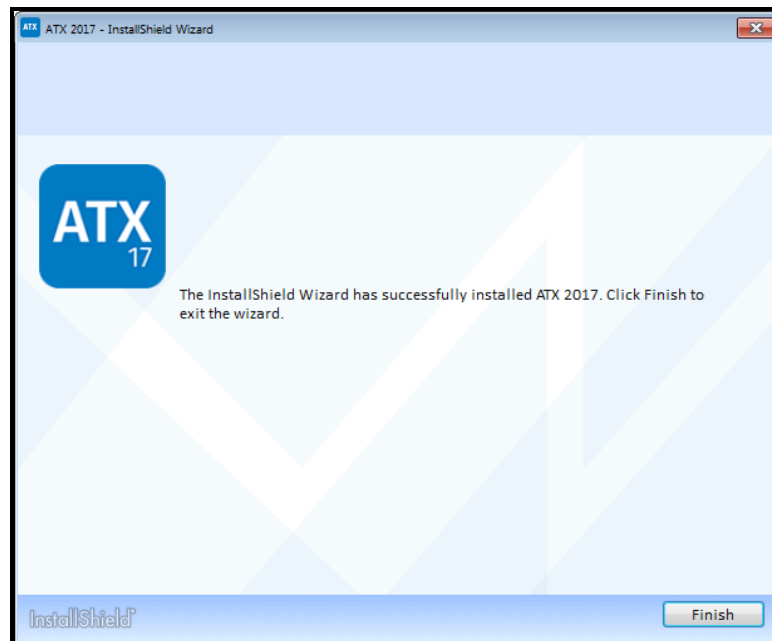 ATX ATX 2017 - InstallShield Wizard
ATX
17
The InstallShield Wizard has successfully installed ATX 2017. Click Finish to
exit the wizard.
InstallShield®
Finish